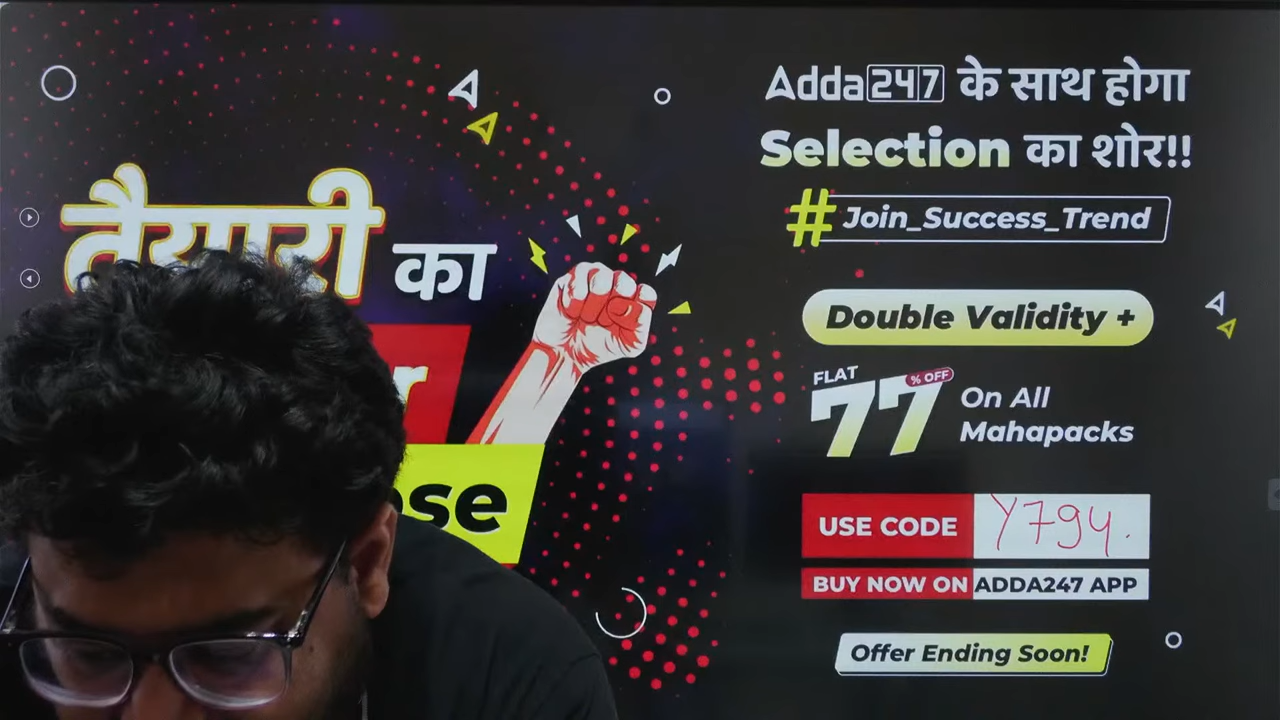 तैयारी का
Adda247 के साथ होगा
Selection का शोर!!
#Join_Success_Trend
Double Validity +
FLAT 77 % OFF
On All
Mahapacks
USE CODE Y794.
BUY NOW ON ADDA247 APP
Offer Ending Soon!